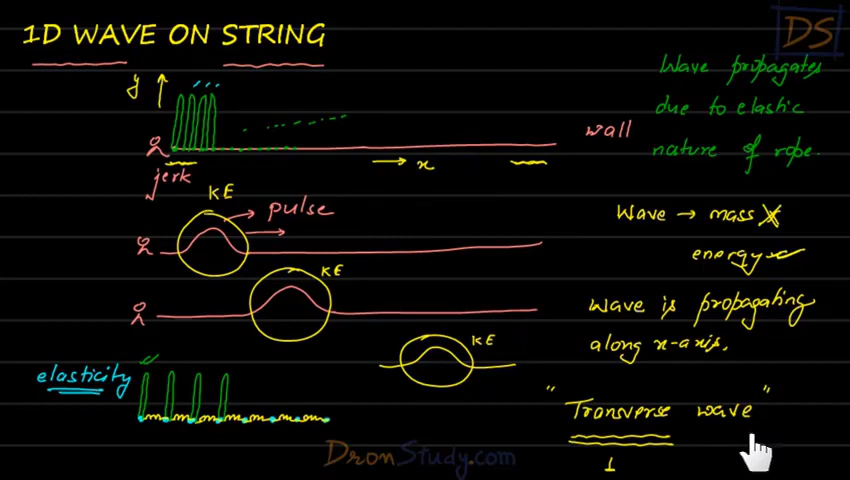 1D WAVE ON STRING
DS
y
Wave propagates
due to elastic
nature of rope.
wall
x
jerk
KE
pulse
Wave → mass X
energy ✓
KE
Wave is propagating
along x-axis.
KE
elasticity
m m m m m m m
"Transverse wave"
DronStudy.com